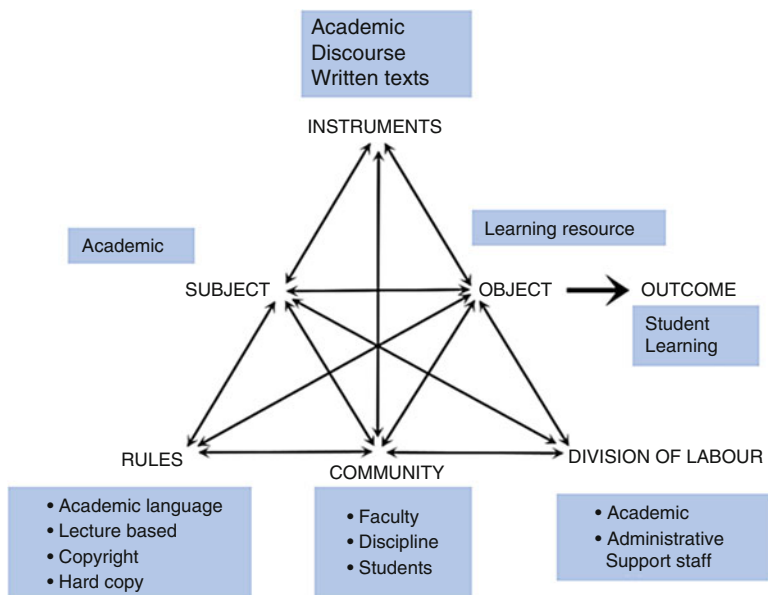 Academic
Discourse
Written texts
INSTRUMENTS
Academic
Learning resource
SUBJECT
OBJECT
OUTCOME
Student
Learning
RULES
COMMUNITY
DIVISION OF LABOUR
• Academic language
• Lecture based
• Copyright
• Hard copy
• Faculty
• Discipline
• Students
• Academic
• Administrative
Support staff